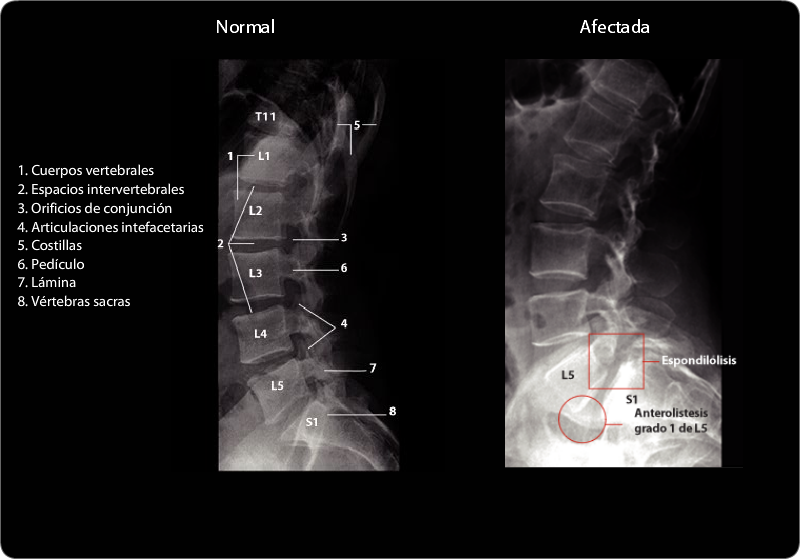 Normal
Afectada
1. Cuerpos vertebrales
2. Espacios intervertebrales
3. Orificios de conjunción
4. Articulaciones intefacetarias
5. Costillas
6. Pedículo
7. Lámina
8. Vértebras sacras
T11
5
1
L1
L2
2
3
L3
6
L4
4
L5
7
S1
8
Espondilólisis
L5
S1
Anterolistesis
grado 1 de L5